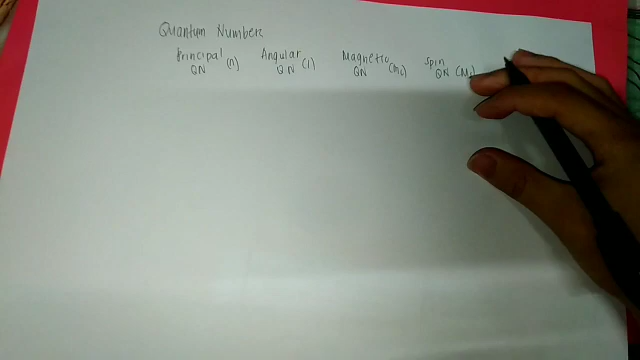 Quantum Numbers
Principal QN (n)
Angular QN (l)
Magnetic QN (ml)
Spin QN (Ms)